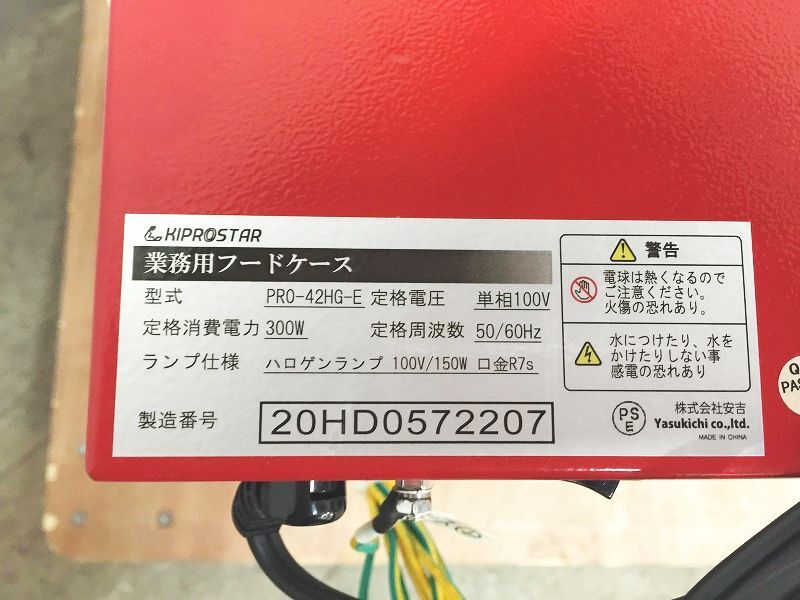 KIPROSTAR
業務用フードケース
型式 PRO-42HG-E 定格電圧 単相100V
定格消費電力 300W 定格周波数 50/60Hz
ランプ仕様 ハロゲンランプ 100V/150W 口金R7s
製造番号 20HD0572207
警告
電球は熱くなるので
ご注意ください。
火傷の恐れあり。
水につけたり、水を
かけたりしない事
感電の恐れあり
PS
E
株式会社安吉
Yasukichi co.,ltd.
MADE IN CHINA